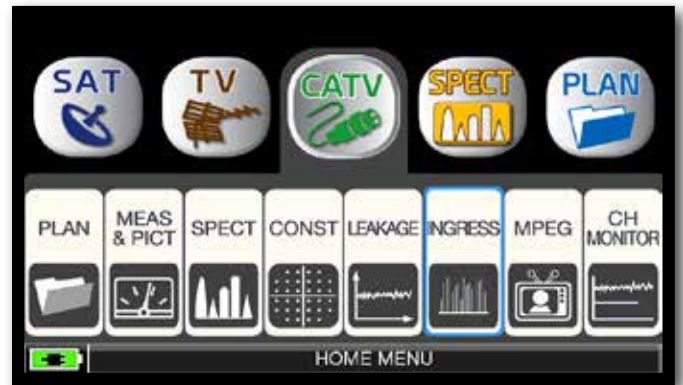 SAT
TV
CATV
SPECT
PLAN
PLAN
MEAS
& PICT
SPECT
CONST
LEAKAGE
INGRESS
MPEG
CH
MONITOR
HOME MENU